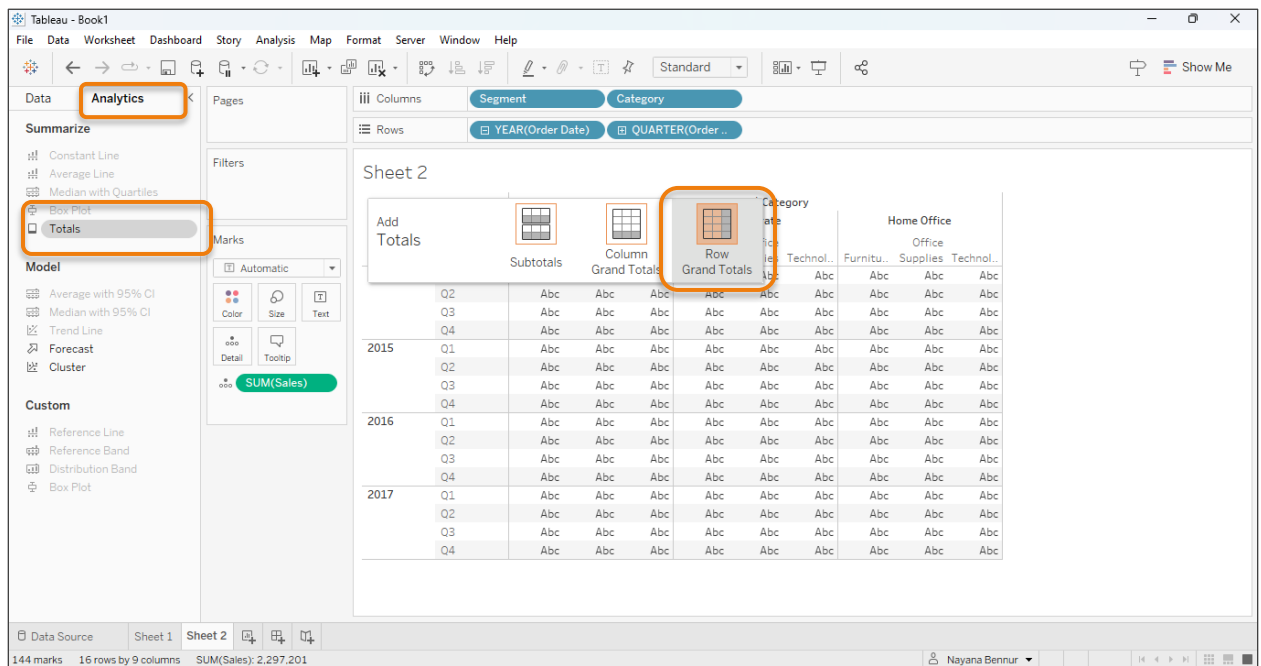 Tableau - Book1
File Data Worksheet Dashboard Story Analysis Map Format Server Window Help
Standard
Show Me
Data Analytics
Summarize
Constant Line
Average Line
Median with Quartiles
Box Plot
Totals
Model
Average with 95% CI
Median with 95% CI
Trend Line
Forecast
Cluster
Custom
Reference Line
Reference Band
Distribution Band
Box Plot
Pages
Filters
Marks
T Automatic
Color Size Text
Detail Tooltip
SUM(Sales)
Columns Segment Category
Rows YEAR(Order Date) QUARTER(Order ..
Sheet 2
Add
Totals
Subtotals
Column
Grand Totals
Row
Grand Totals
Category
Home Office
Office
Technol.. Furnitu.. Supplies Technol..
Abc Abc Abc Abc Abc
Q2 Abc Abc Abc Abc Abc Abc Abc Abc Abc
Q3 Abc Abc Abc Abc Abc Abc Abc Abc Abc
Q4 Abc Abc Abc Abc Abc Abc Abc Abc Abc
2015 Q1 Abc Abc Abc Abc Abc Abc Abc Abc Abc
Q2 Abc Abc Abc Abc Abc Abc Abc Abc Abc
Q3 Abc Abc Abc Abc Abc Abc Abc Abc Abc
Q4 Abc Abc Abc Abc Abc Abc Abc Abc Abc
2016 Q1 Abc Abc Abc Abc Abc Abc Abc Abc Abc
Q2 Abc Abc Abc Abc Abc Abc Abc Abc Abc
Q3 Abc Abc Abc Abc Abc Abc Abc Abc Abc
Q4 Abc Abc Abc Abc Abc Abc Abc Abc Abc
2017 Q1 Abc Abc Abc Abc Abc Abc Abc Abc Abc
Q2 Abc Abc Abc Abc Abc Abc Abc Abc Abc
Q3 Abc Abc Abc Abc Abc Abc Abc Abc Abc
Q4 Abc Abc Abc Abc Abc Abc Abc Abc Abc
Data Source Sheet 1 Sheet 2
144 marks 16 rows by 9 columns SUM(Sales): 2,297,201 Nayana Bennur